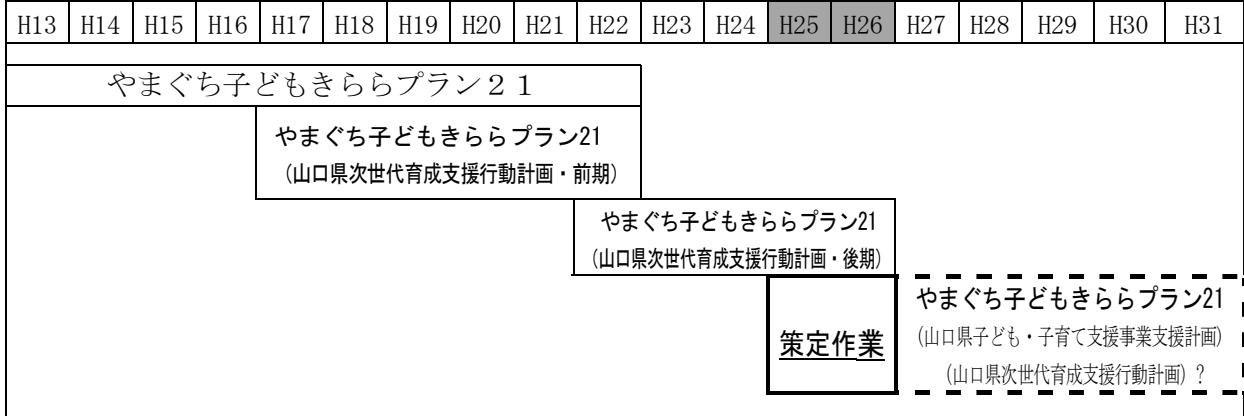 H13 H14 H15 H16 H17 H18 H19 H20 H21 H22 H23 H24 H25 H26 H27 H28 H29 H30 H31
やまぐち子どもきららプラン２１
やまぐち子どもきららプラン21
（山口県次世代育成支援行動計画・前期）
やまぐち子どもきららプラン21
（山口県次世代育成支援行動計画・後期）
策定作業
やまぐち子どもきららプラン21
（山口県子ども・子育て支援事業支援計画）
（山口県次世代育成支援行動計画）？